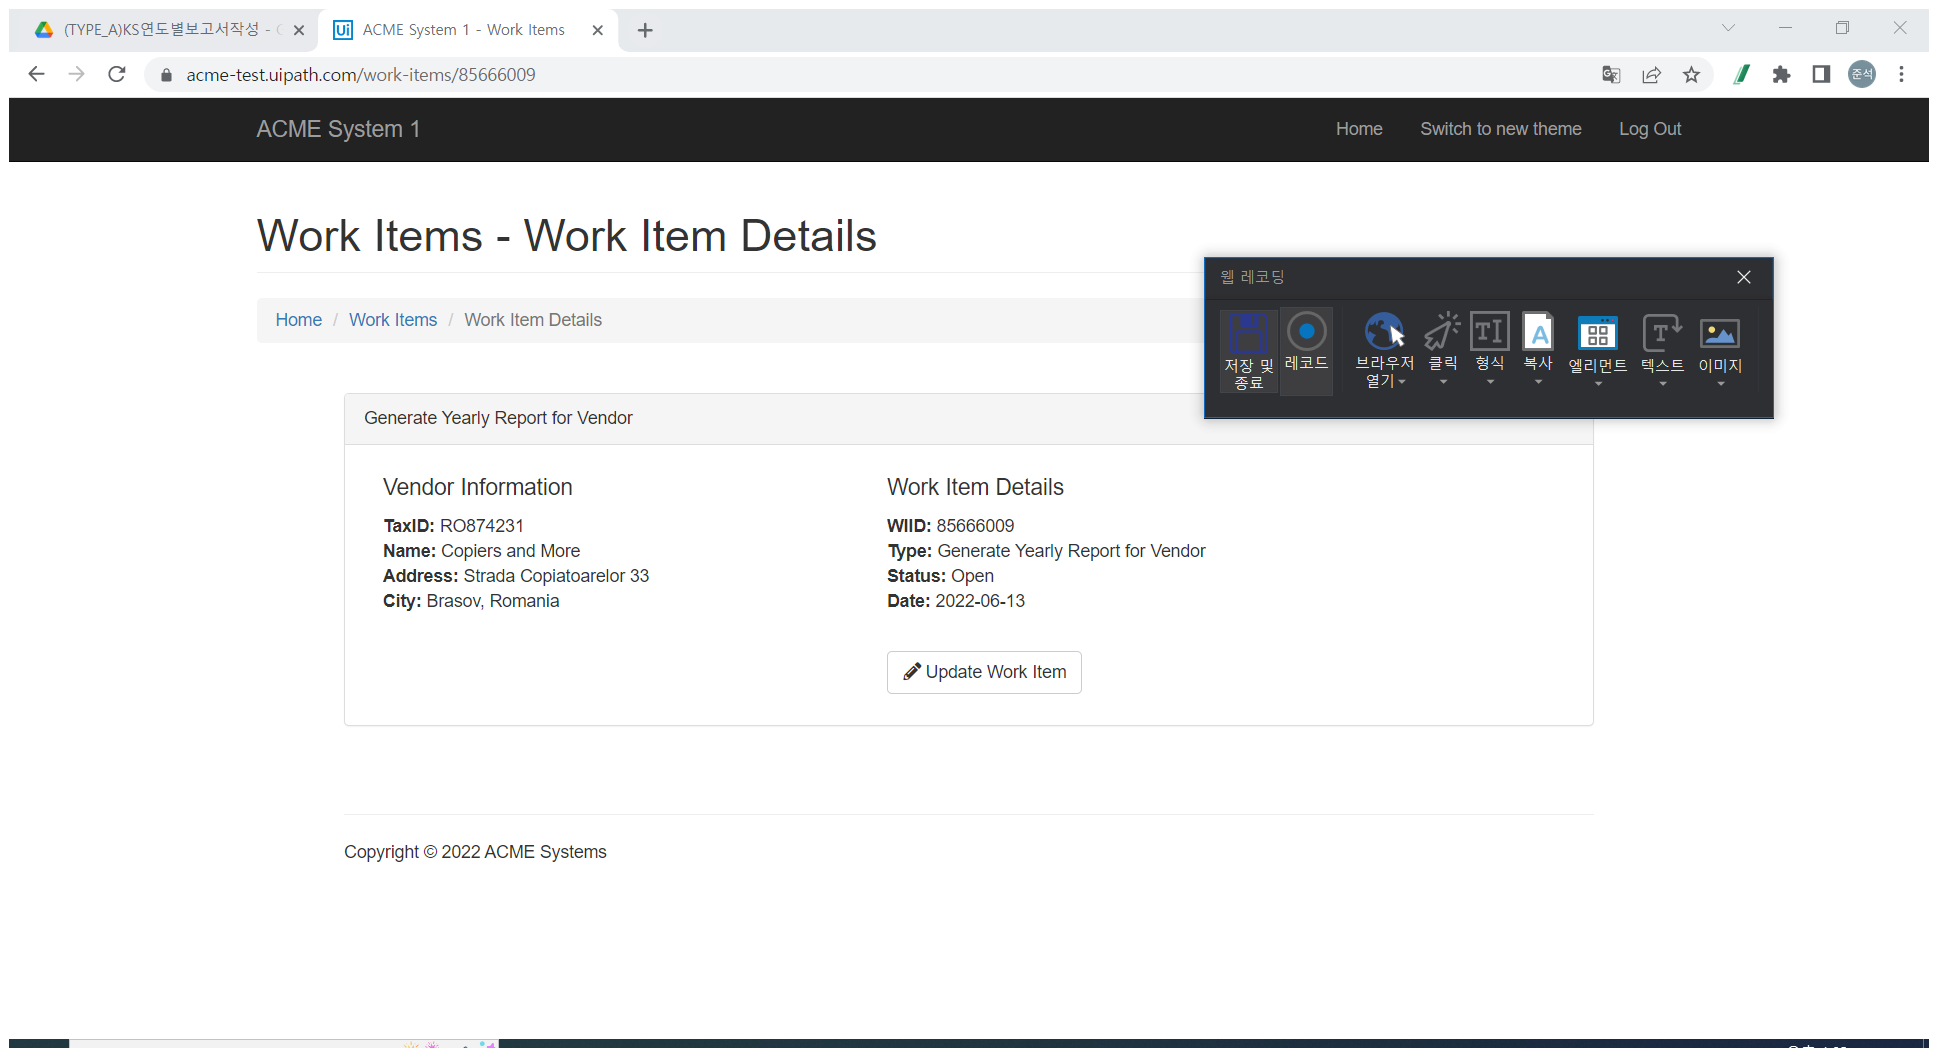 (TYPE_A)KS연도별보고서작성 -
ACME System 1 - Work Items
acme-test.uipath.com/work-items/85666009
준석
ACME System 1
Home
Switch to new theme
Log Out
Work Items - Work Item Details
Home / Work Items / Work Item Details
웹 레코딩
저장 및
종료
레코드
브라우저
열기
클릭
형식
복사
엘리먼트
텍스트
이미지
Generate Yearly Report for Vendor
Vendor Information
TaxID: RO874231
Name: Copiers and More
Address: Strada Copiatoarelor 33
City: Brasov, Romania
Work Item Details
WIID: 85666009
Type: Generate Yearly Report for Vendor
Status: Open
Date: 2022-06-13
Update Work Item
Copyright © 2022 ACME Systems